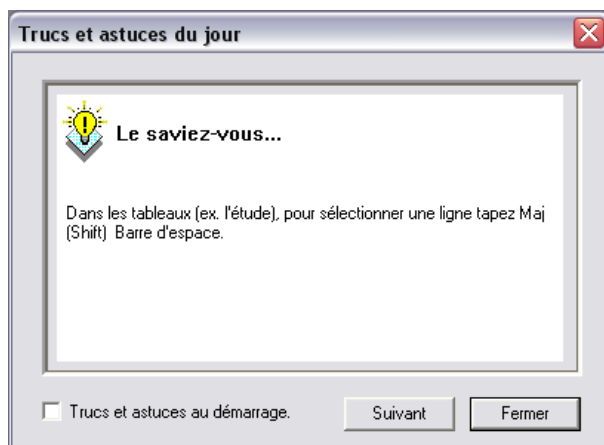 Trucs et astuces du jour
Le saviez-vous...
Dans les tableaux (ex. l'étude), pour sélectionner une ligne tapez Maj
(Shift)  Barre d'espace.
Trucs et astuces au démarrage.
Suivant
Fermer